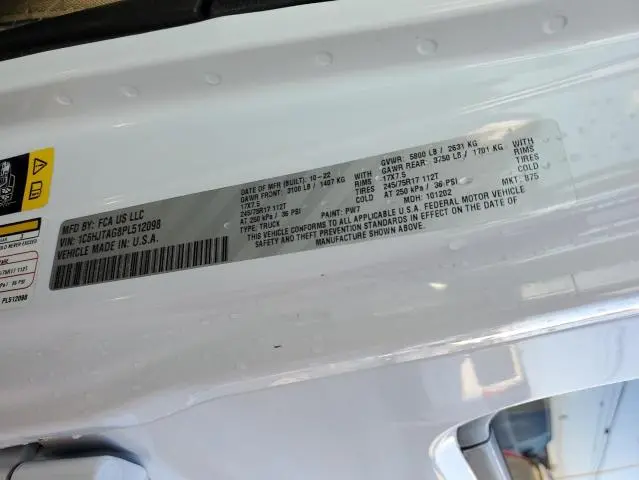 DATE OF MFR (BUILT): 10-22
GVWR: 5800 LB / 2631 KG
GAWR FRONT: 3100 LB / 1407 KG WITH
17X7.5 RIMS
245/75R17 112T TIRES
AT 250 kPa / 36 PSI COLD
GAWR REAR: 3750 LB / 1701 KG WITH
17X7.5 RIMS
245/75R17 112T TIRES
AT 250 kPa / 36 PSI COLD
PAINT: PW7
MDH: 101202
MKT: 875
TYPE: TRUCK
MFD BY: FCA US LLC
VIN: 1C6HJTAG8PL512098
VEHICLE MADE IN: U.S.A.
THIS VEHICLE CONFORMS TO ALL APPLICABLE U.S.A. FEDERAL MOTOR VEHICLE
SAFETY AND THEFT PREVENTION STANDARDS IN EFFECT ON THE DATE OF
MANUFACTURE SHOWN ABOVE.
36 PSI
PL512098